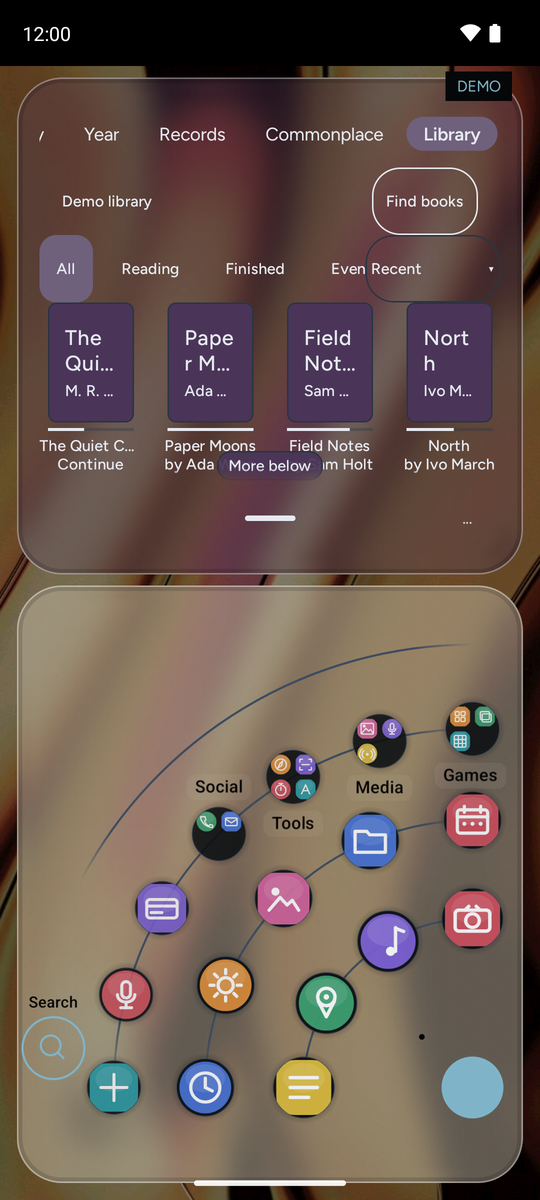 12:00
DEMO
y Year Records Commonplace Library
Demo library Find books
All Reading Finished Even Recent
The
Qui...
M. R. ...
Pape
r M...
Ada ...
Field
Not...
Sam ...
Nort
h
Ivo M...
The Quiet C...
Continue
Paper Moons
by Ada
Field Notes
am Holt
North
by Ivo March
More below
...
Social
Tools
Media
Games
Search